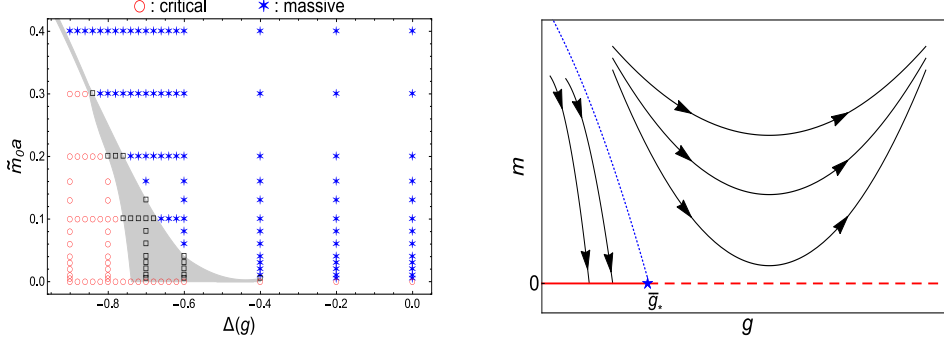 ○ : critical ✶ : massive
0.4
0.3
0.2
0.1
0.0
m̃₀a
−0.8 −0.6 −0.4 −0.2 0.0
Δ(g)
m
0
ḡ*
g